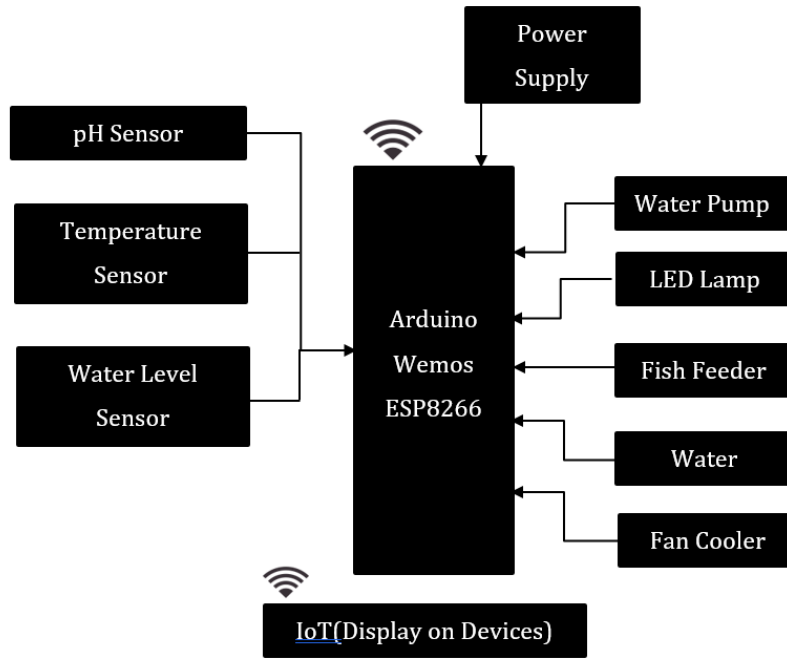 Power
Supply
pH Sensor
Temperature
Sensor
Water Level
Sensor
Arduino
Wemos
ESP8266
Water Pump
LED Lamp
Fish Feeder
Water
Fan Cooler
IoT(Display on Devices)